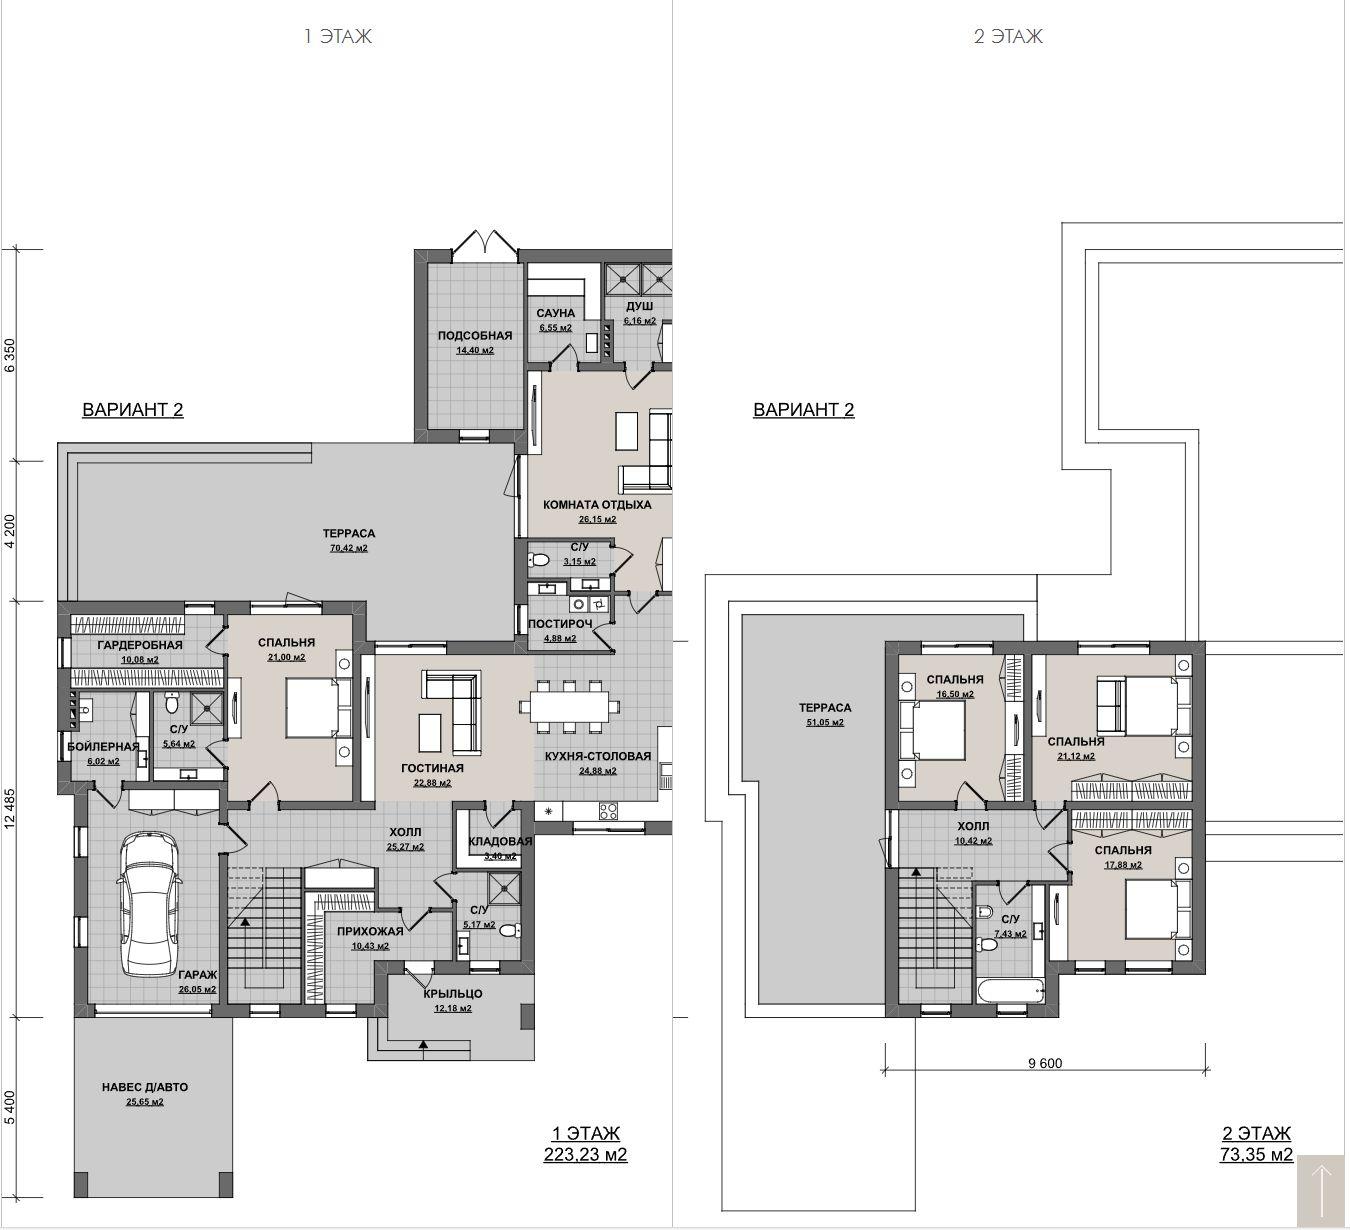 1 ЭТАЖ
2 ЭТАЖ
6 350
4 200
12 485
5 400
ВАРИАНТ 2
ПОДСОБНАЯ
14,40 м2
САУНА
6,55 м2
ДУШ
6,16 м2
КОМНАТА ОТДЫХА
26,15 м2
ТЕРРАСА
70,42 м2
С/У
3,15 м2
ПОСТИРОЧ
4,88 м2
ГАРДЕРОБНАЯ
10,08 м2
СПАЛЬНЯ
21,00 м2
С/У
5,64 м2
БОЙЛЕРНАЯ
6,02 м2
ГОСТИНАЯ
22,88 м2
КУХНЯ-СТОЛОВАЯ
24,88 м2
ХОЛЛ
25,27 м2
КЛАДОВАЯ
3,40 м2
С/У
5,17 м2
ПРИХОЖАЯ
10,43 м2
ГАРАЖ
26,05 м2
КРЫЛЬЦО
12,18 м2
НАВЕС Д/АВТО
25,65 м2
1 ЭТАЖ
223,23 м2
ВАРИАНТ 2
СПАЛЬНЯ
16,50 м2
ТЕРРАСА
51,05 м2
СПАЛЬНЯ
21,12 м2
ХОЛЛ
10,42 м2
СПАЛЬНЯ
17,88 м2
С/У
7,43 м2
9 600
2 ЭТАЖ
73,35 м2